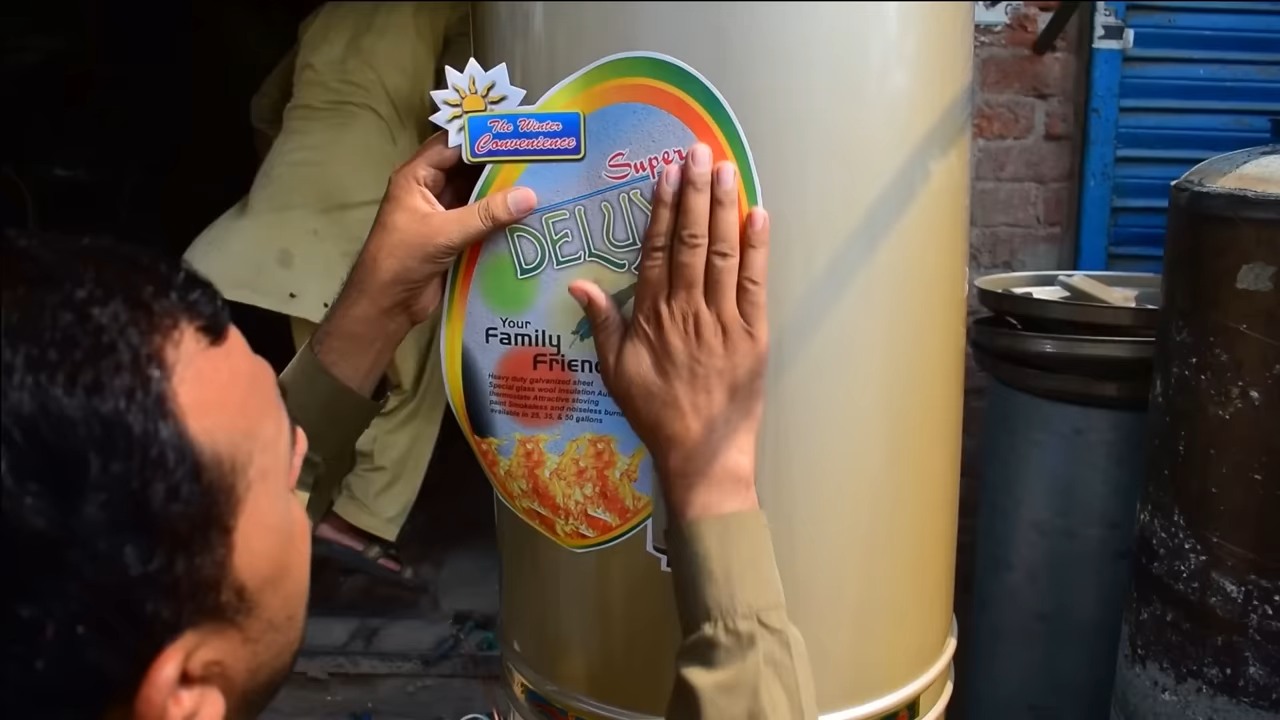 The Winter
Convenience
Super
DELUX
Your
Family
Frien
Heavy duty galvanized sheet
Special glass wool insulation
thermostate Attractive stoving
paint Smokeless and noiseless burn
available in 25, 35, & 50 gallons